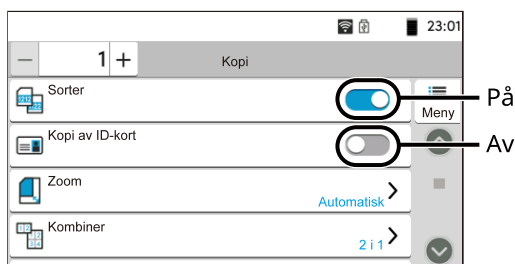 23:01
— 1 + Kopi
Sorter
På
Meny
Kopi av ID-kort
Av
Zoom
Automatisk
Kombiner
2 i 1